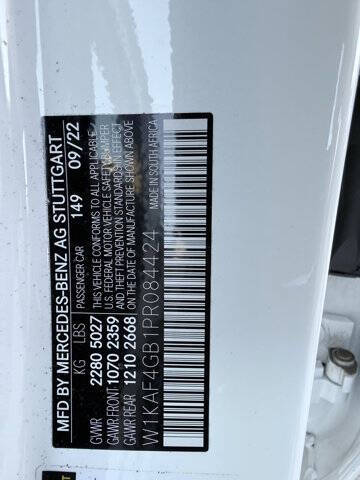 MFD BY MERCEDES-BENZ AG STUTTGART
PASSENGER CAR 149 09/22
KG LBS
GVWR 2280 5027
GAWR FRONT 1070 2359
GAWR REAR 1210 2668
THIS VEHICLE CONFORMS TO ALL APPLICABLE
U.S. FEDERAL MOTOR VEHICLE SAFETY, BUMPER
AND THEFT PREVENTION STANDARDS IN EFFECT
ON THE DATE OF MANUFACTURE SHOWN ABOVE
MADE IN SOUTH AFRICA
W1KAF4GB1PR084424